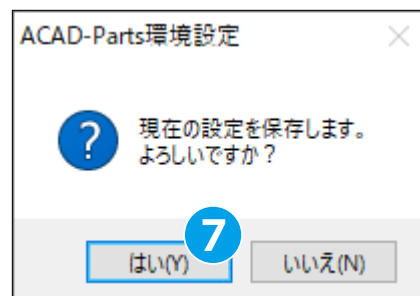 ACAD-Parts環境設定
現在の設定を保存します。
よろしいですか？
7
はい(Y)
いいえ(N)